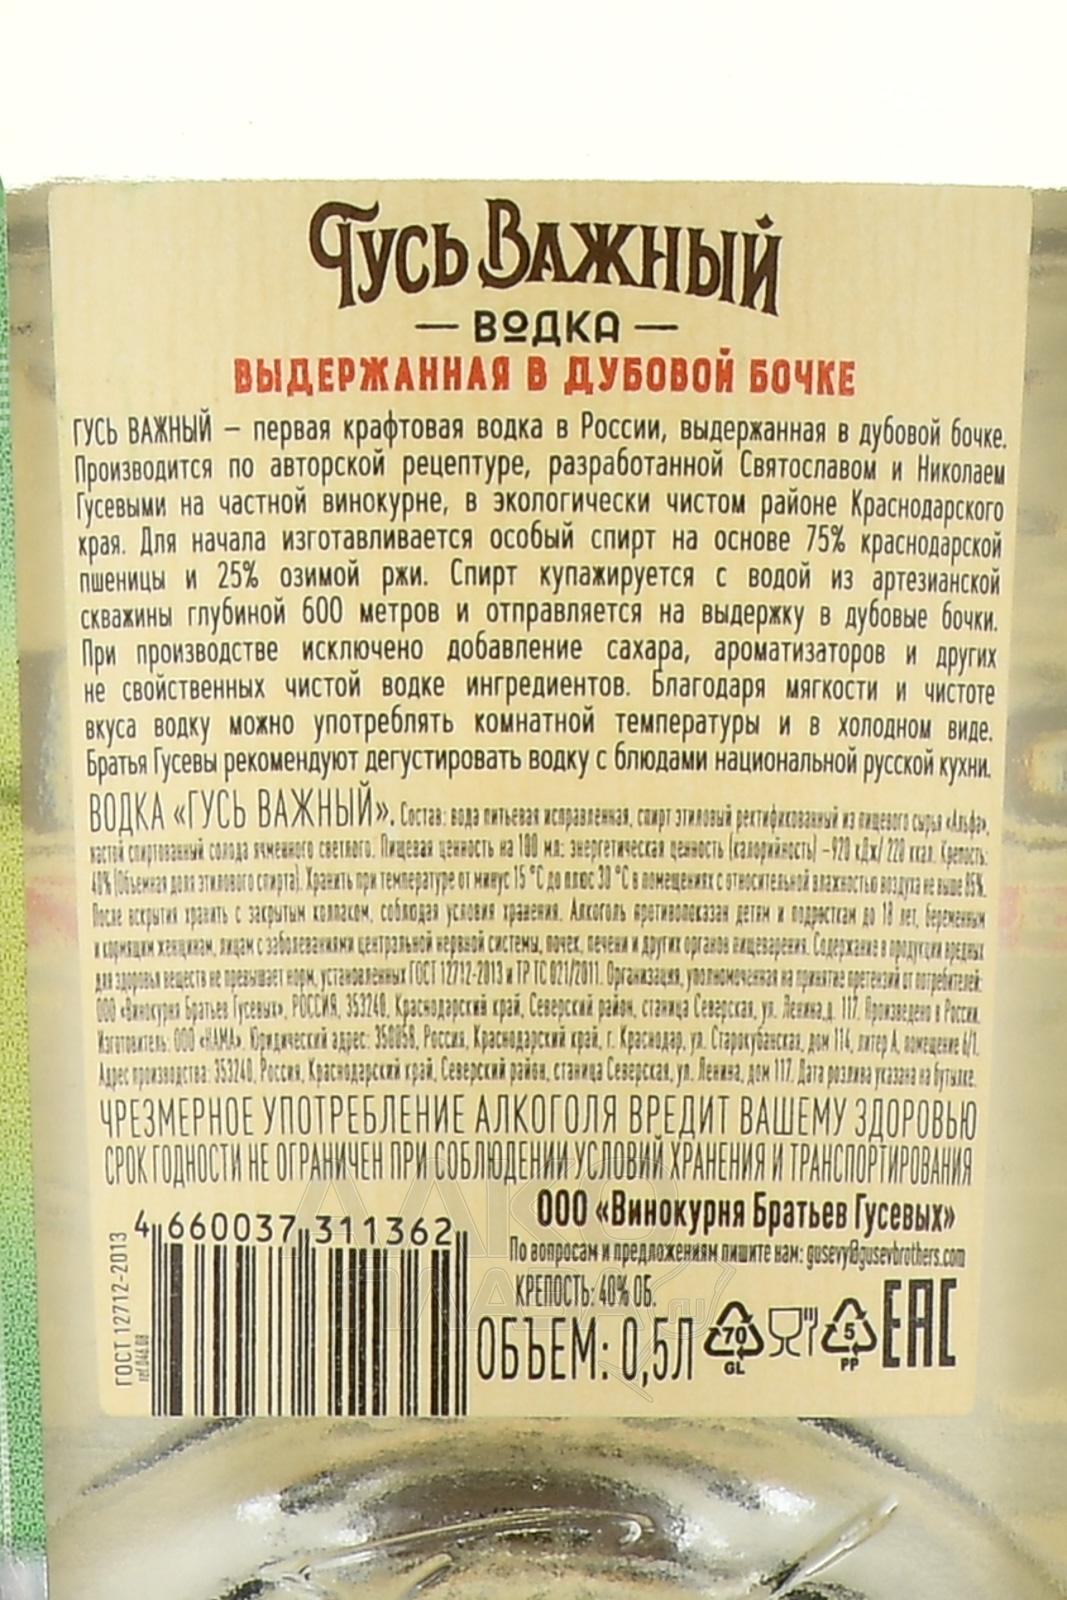 Гусь Важный
— ВОДКА —
ВЫДЕРЖАННАЯ В ДУБОВОЙ БОЧКЕ
ГУСЬ ВАЖНЫЙ – первая крафтовая водка в России, выдержанная в дубовой бочке.
Производится по авторской рецептуре, разработанной Святославом и Николаем
Гусевыми на частной винокурне, в экологически чистом районе Краснодарского
края. Для начала изготавливается особый спирт на основе 75% краснодарской
пшеницы и 25% озимой ржи. Спирт купажируется с водой из артезианской
скважины глубиной 600 метров и отправляется на выдержку в дубовые бочки.
При производстве исключено добавление сахара, ароматизаторов и других
не свойственных чистой водке ингредиентов. Благодаря мягкости и чистоте
вкуса водку можно употреблять комнатной температуры и в холодном виде.
Братья Гусевы рекомендуют дегустировать водку с блюдами национальной русской кухни.
ВОДКА «ГУСЬ ВАЖНЫЙ». Состав: вода питьевая исправленная, спирт этиловый ректификованный из пищевого сырья «Альфа»,
настой спиртованный солода ячменного светлого. Пищевая ценность на 100 мл: энергетическая ценность (калорийность) –920 кДж/ 220 ккал. Крепость:
40% (Объемная доля этилового спирта). Хранить при температуре от минус 15 °С до плюс 30 °С в помещениях с относительной влажностью воздуха не выше 85%.
После вскрытия хранить с закрытым колпаком, соблюдая условия хранения. Алкоголь противопоказан детям и подросткам до 18 лет, беременным
и кормящим женщинам, лицам с заболеваниями центральной нервной системы, почек, печени и других органов пищеварения. Содержание в продукции вредных
для здоровья веществ не превышает норм, установленных ГОСТ 12712-2013 и ТР ТС 021/2011. Организация, уполномоченная на принятие претензий от потребителей:
ООО «Винокурня Братьев Гусевых», РОССИЯ, 353240, Краснодарский край, Северский район, станица Северская, ул. Ленина,д. 117. Произведено в России.
Изготовитель: ООО «НАМА». Юридический адрес: 350058, Россия, Краснодарский край, г. Краснодар, ул. Старокубанская, дом 114, литер А, помещение 6/1.
Адрес производства: 353240, Россия, Краснодарский край, Северский район, станица Северская, ул. Ленина, дом 117. Дата розлива указана на бутылке.
ЧРЕЗМЕРНОЕ УПОТРЕБЛЕНИЕ АЛКОГОЛЯ ВРЕДИТ ВАШЕМУ ЗДОРОВЬЮ
СРОК ГОДНОСТИ НЕ ОГРАНИЧЕН ПРИ СОБЛЮДЕНИИ УСЛОВИЙ ХРАНЕНИЯ И ТРАНСПОРТИРОВАНИЯ
ГОСТ 12712-2013
ref.046.08
4 660037 311362
ООО «Винокурня Братьев Гусевых»
По вопросам и предложениям пишите нам: gusevy@gusevbrothers.com
КРЕПОСТЬ: 40% ОБ.
ОБЪЕМ: 0,5Л
70
GL
5
PP
ЕАС
АЛКО
ПЛАЗА.ru